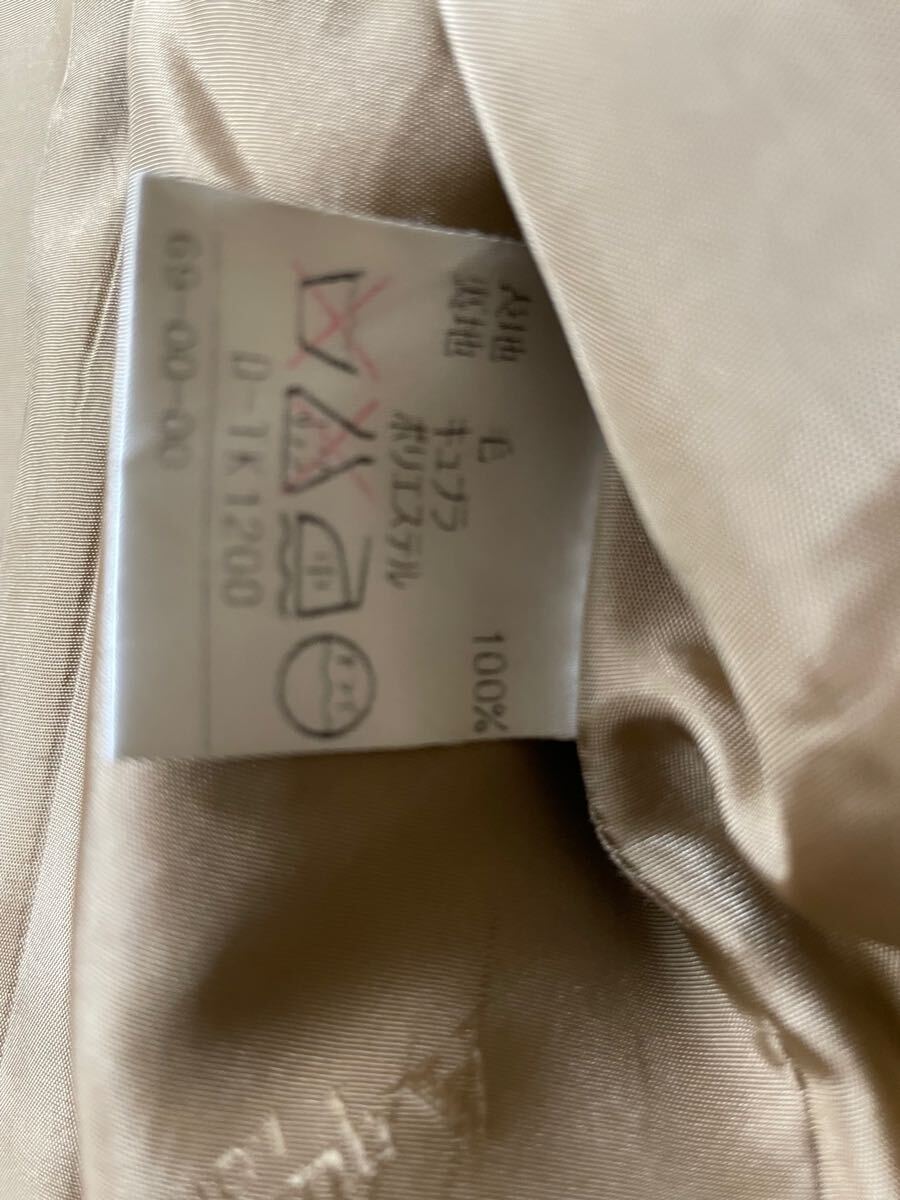 表地 毛 100%
裏地 キュプラ
ポリエステル
D-1K1200
69-00-00